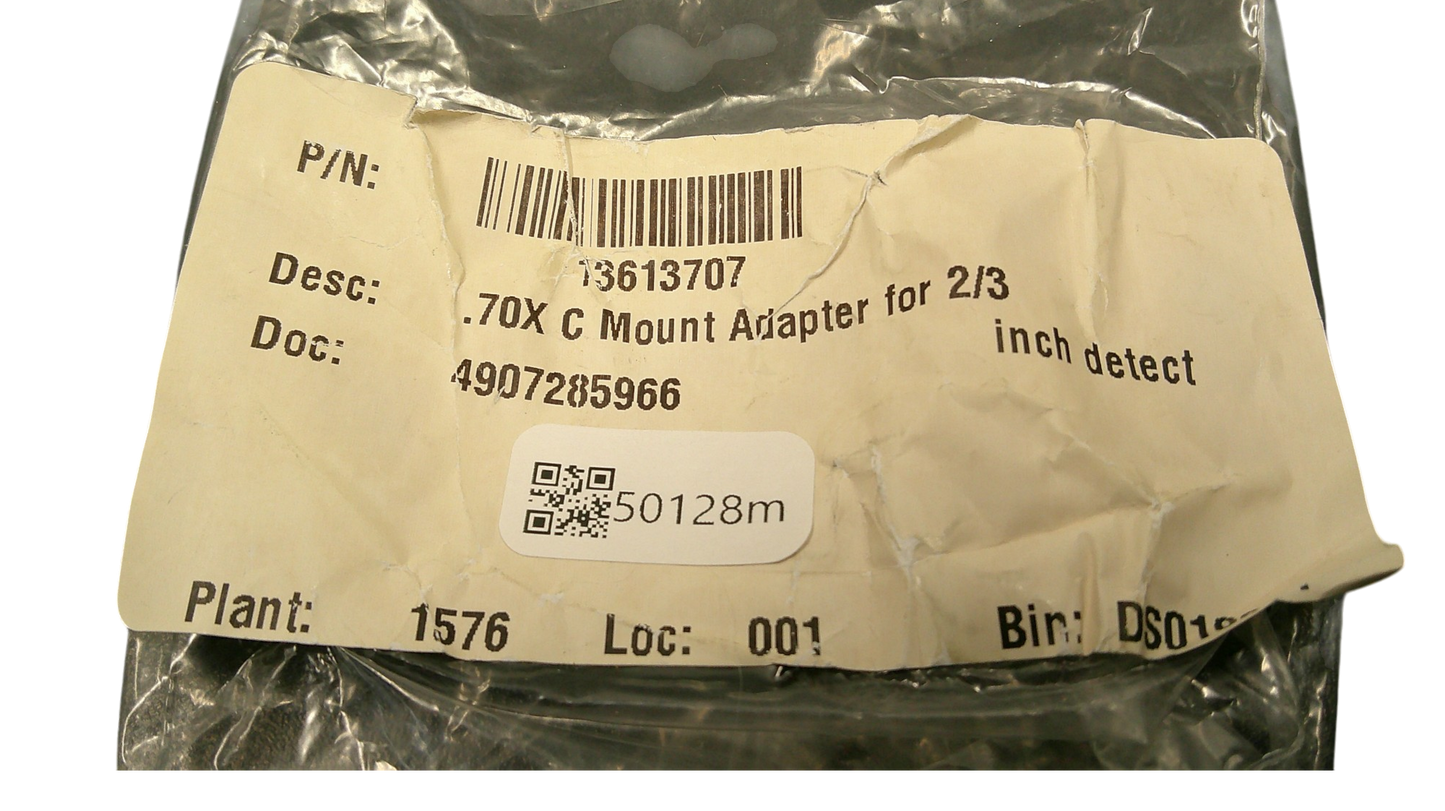 P/N:
13613707
Desc: .70X C Mount Adapter for 2/3
inch detect
Doc: 4907285966
50128m
Plant: 1576 Loc: 001 Bin: